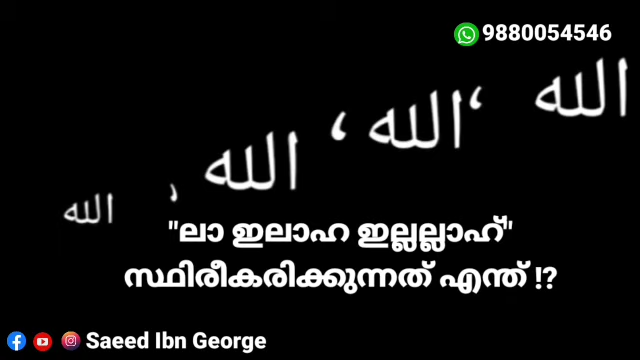 9880054546
الله ، الله ، الله ، الله
"ലാ ഇലാഹ ഇല്ലല്ലാഹ്"
സ്ഥിരീകരിക്കുന്നത് എന്ത് !?
Saeed Ibn George